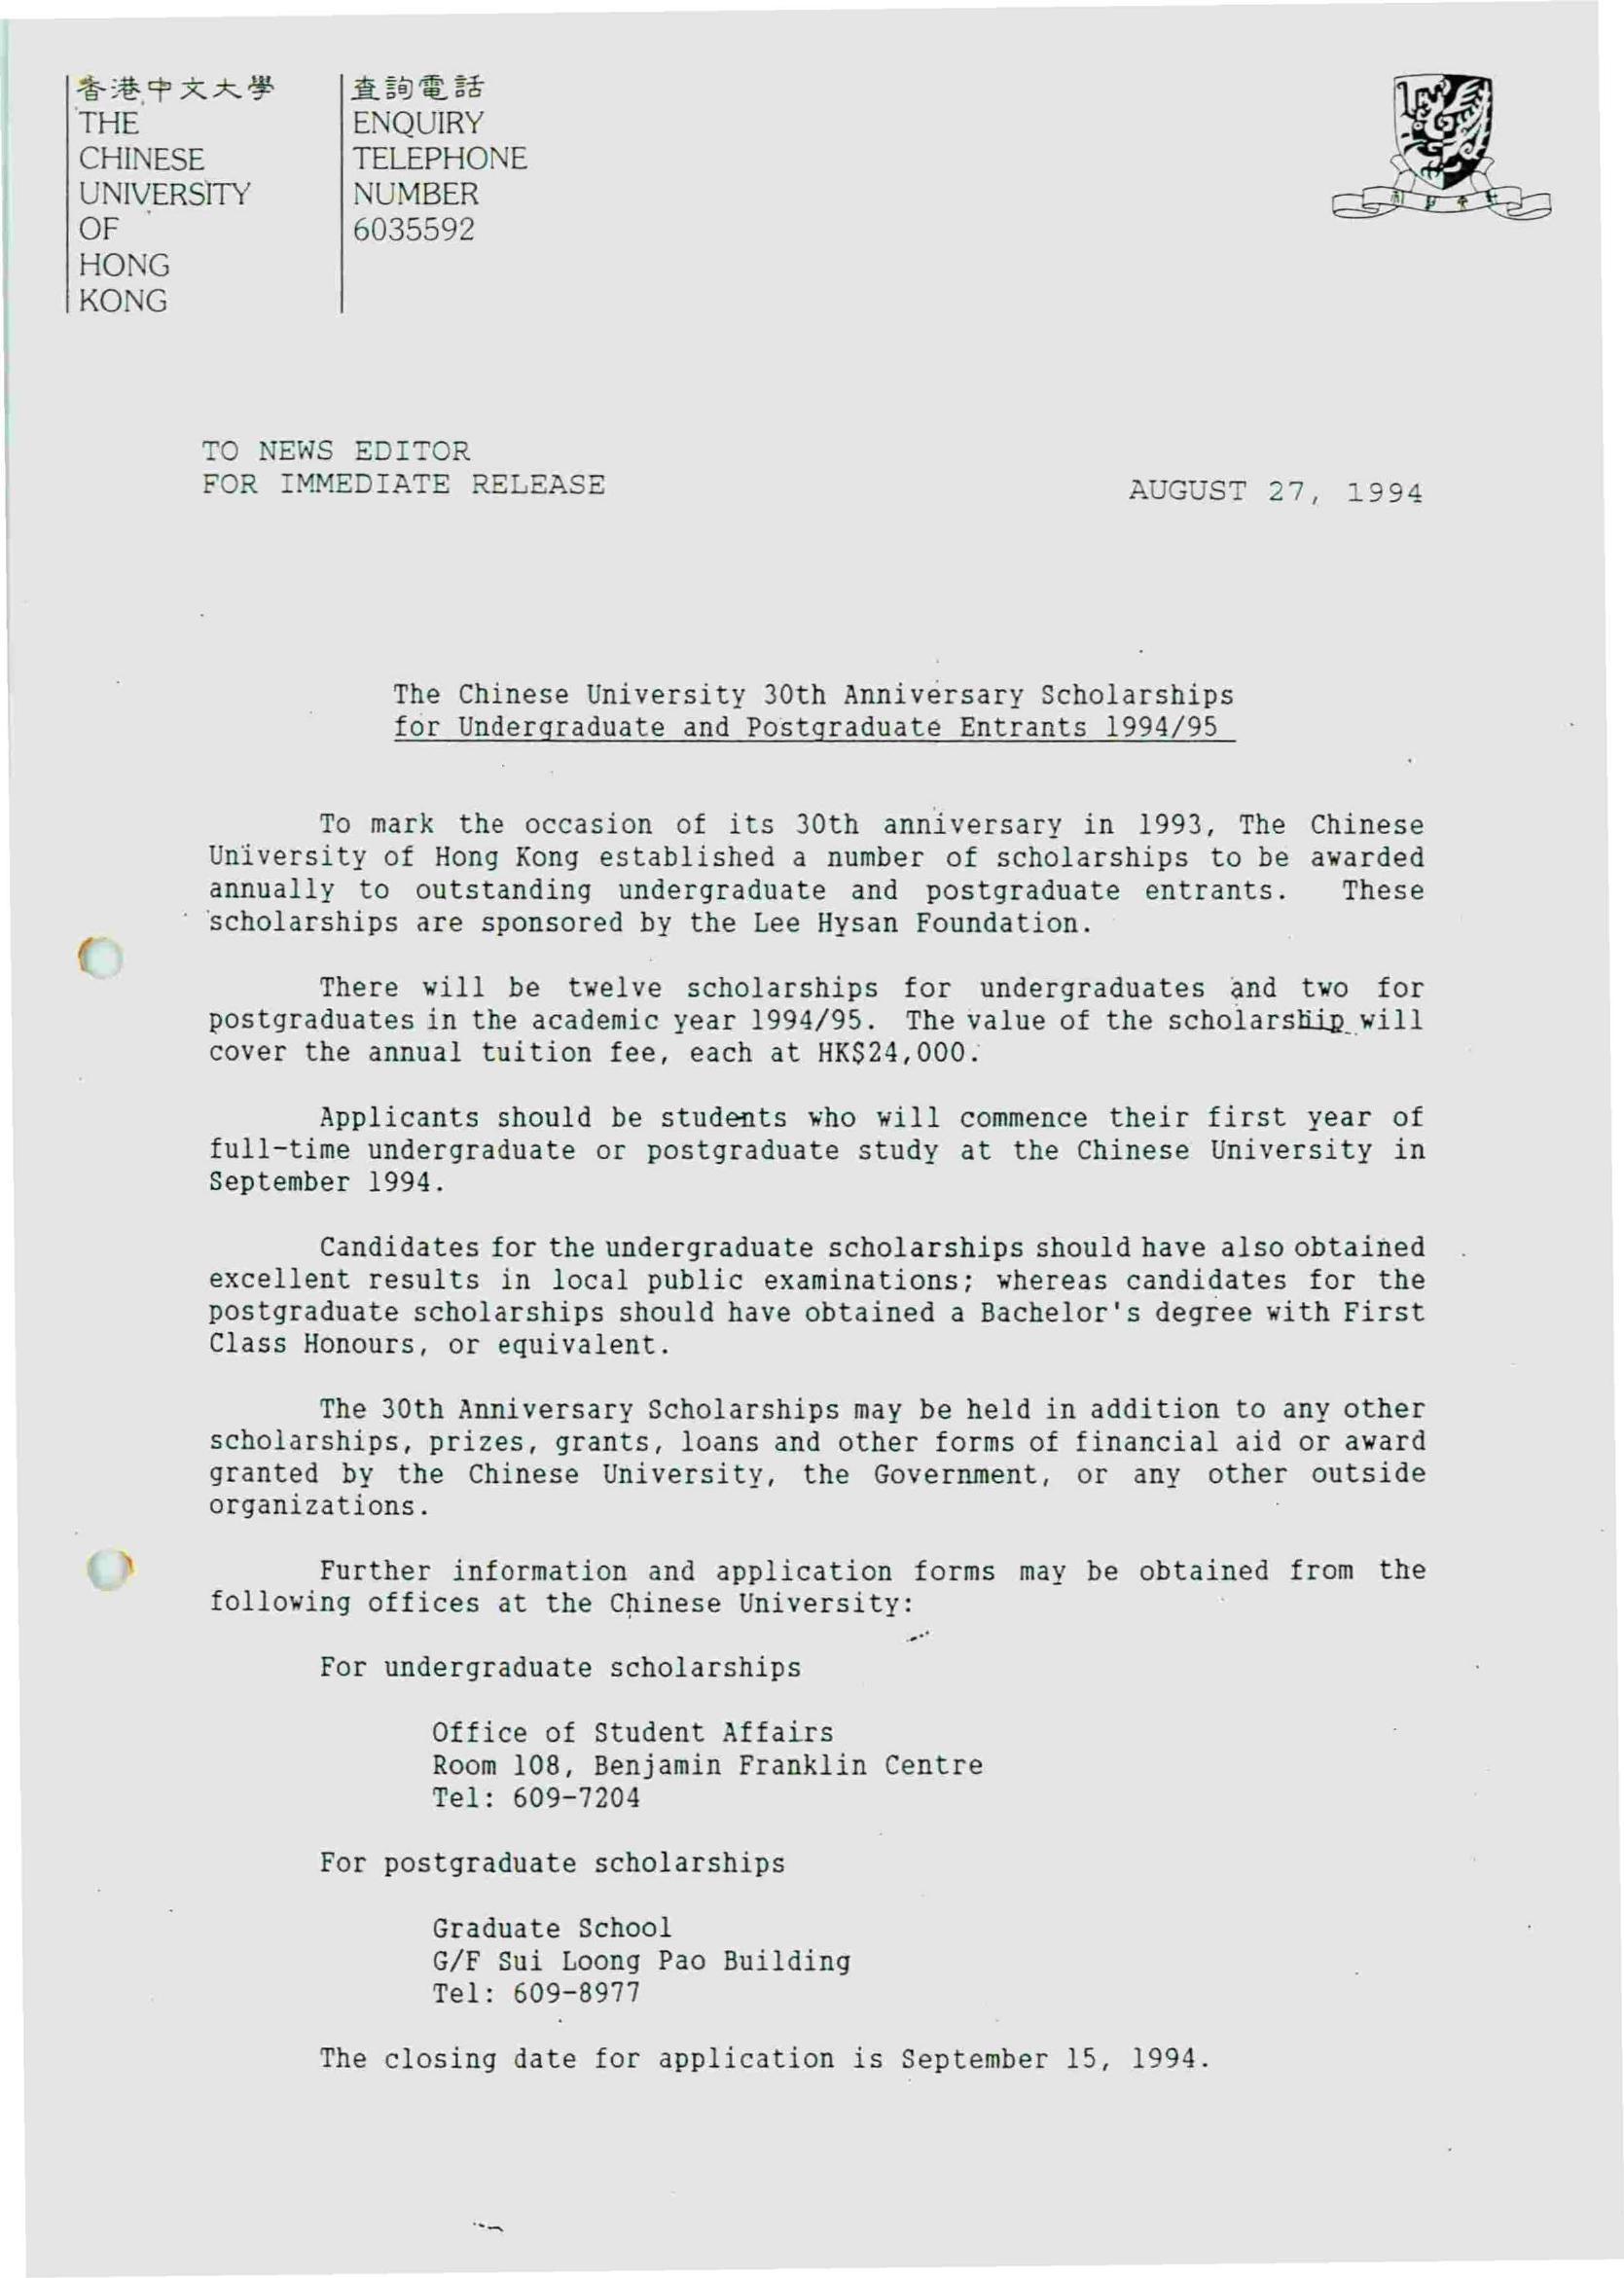 香港中文大學
THE
CHINESE
UNIVERSITY
OF
HONG
KONG
查詢電話
ENQUIRY
TELEPHONE
NUMBER
6035592
TO NEWS EDITOR
FOR IMMEDIATE RELEASE
AUGUST 27, 1994
The Chinese University 30th Anniversary Scholarships
for Undergraduate and Postgraduate Entrants 1994/95
To mark the occasion of its 30th anniversary in 1993, The Chinese
University of Hong Kong established a number of scholarships to be awarded
annually to outstanding undergraduate and postgraduate entrants. These
scholarships are sponsored by the Lee Hysan Foundation.
There will be twelve scholarships for undergraduates and two for
postgraduates in the academic year 1994/95. The value of the scholarship will
cover the annual tuition fee, each at HK$24,000.
Applicants should be students who will commence their first year of
full-time undergraduate or postgraduate study at the Chinese University in
September 1994.
Candidates for the undergraduate scholarships should have also obtained
excellent results in local public examinations; whereas candidates for the
postgraduate scholarships should have obtained a Bachelor's degree with First
Class Honours, or equivalent.
The 30th Anniversary Scholarships may be held in addition to any other
scholarships, prizes, grants, loans and other forms of financial aid or award
granted by the Chinese University, the Government, or any other outside
organizations.
Further information and application forms may be obtained from the
following offices at the Chinese University:
For undergraduate scholarships
Office of Student Affairs
Room 108, Benjamin Franklin Centre
Tel: 609-7204
For postgraduate scholarships
Graduate School
G/F Sui Loong Pao Building
Tel: 609-8977
The closing date for application is September 15, 1994.